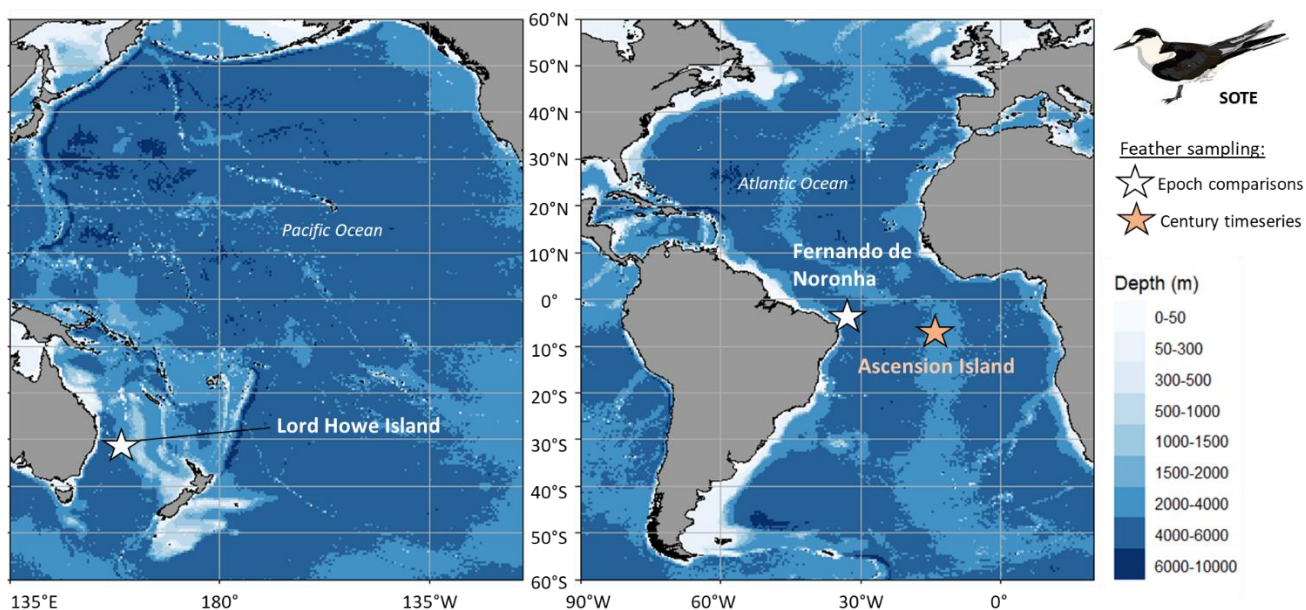 Pacific Ocean
Lord Howe Island
135°E
180°
135°W
60°N
50°N
40°N
30°N
20°N
10°N
0°
10°S
20°S
30°S
40°S
50°S
60°S
Atlantic Ocean
Fernando de
Noronha
Ascension Island
90°W
60°W
30°W
0°
SOTE
Feather sampling:
Epoch comparisons
Century timeseries
Depth (m)
0-50
50-300
300-500
500-1000
1000-1500
1500-2000
2000-4000
4000-6000
6000-10000